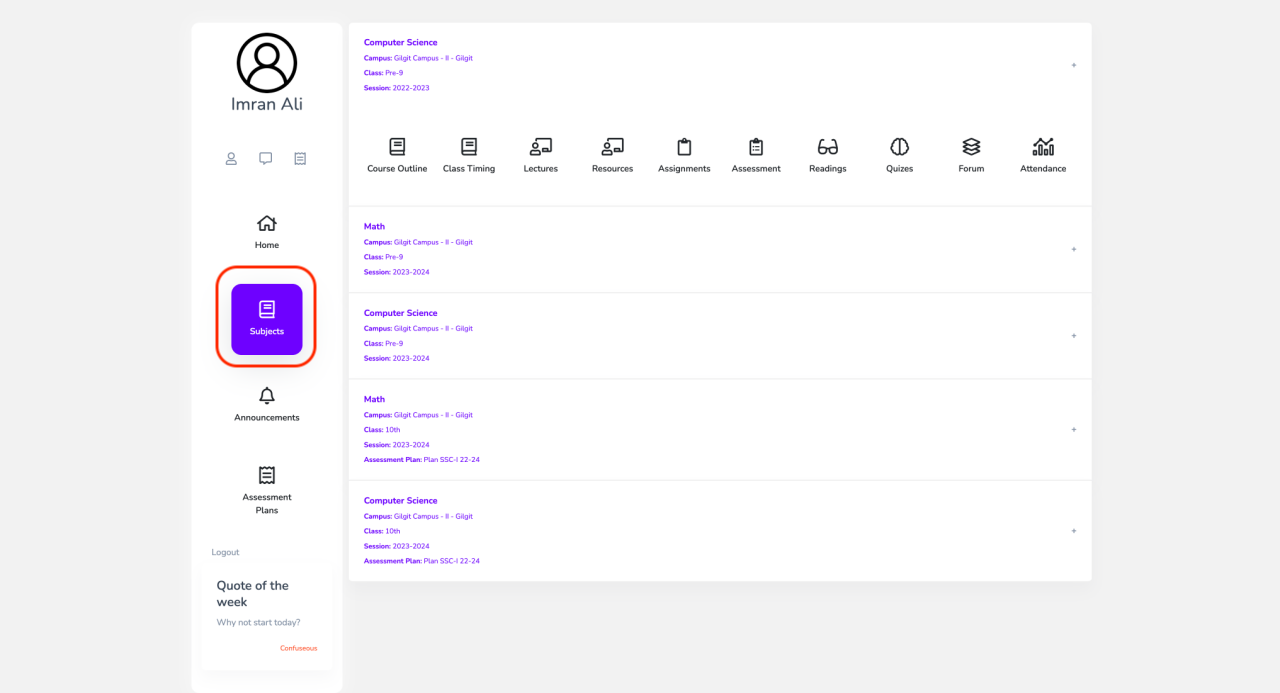 Imran Ali
Home
Subjects
Announcements
Assessment
Plans
Logout
Quote of the
week
Why not start today?
Confuseous.
Computer Science
Campus: Gilgit Campus - II - Gilgit
Class: Pre-9
Session: 2022-2023
+
Course Outline
Class Timing
Lectures
Resources
Assignments
Assessment
Readings
Quizes
Forum
Attendance
Math
Campus: Gilgit Campus - II - Gilgit
Class: Pre-9
Session: 2023-2024
+
Computer Science
Campus: Gilgit Campus - II - Gilgit
Class: Pre-9
Session: 2023-2024
+
Math
Campus: Gilgit Campus - II - Gilgit
Class: 10th
Session: 2023-2024
Assessment Plan: Plan SSC-I 22-24
+
Computer Science
Campus: Gilgit Campus - II - Gilgit
Class: 10th
Session: 2023-2024
Assessment Plan: Plan SSC-I 22-24
+